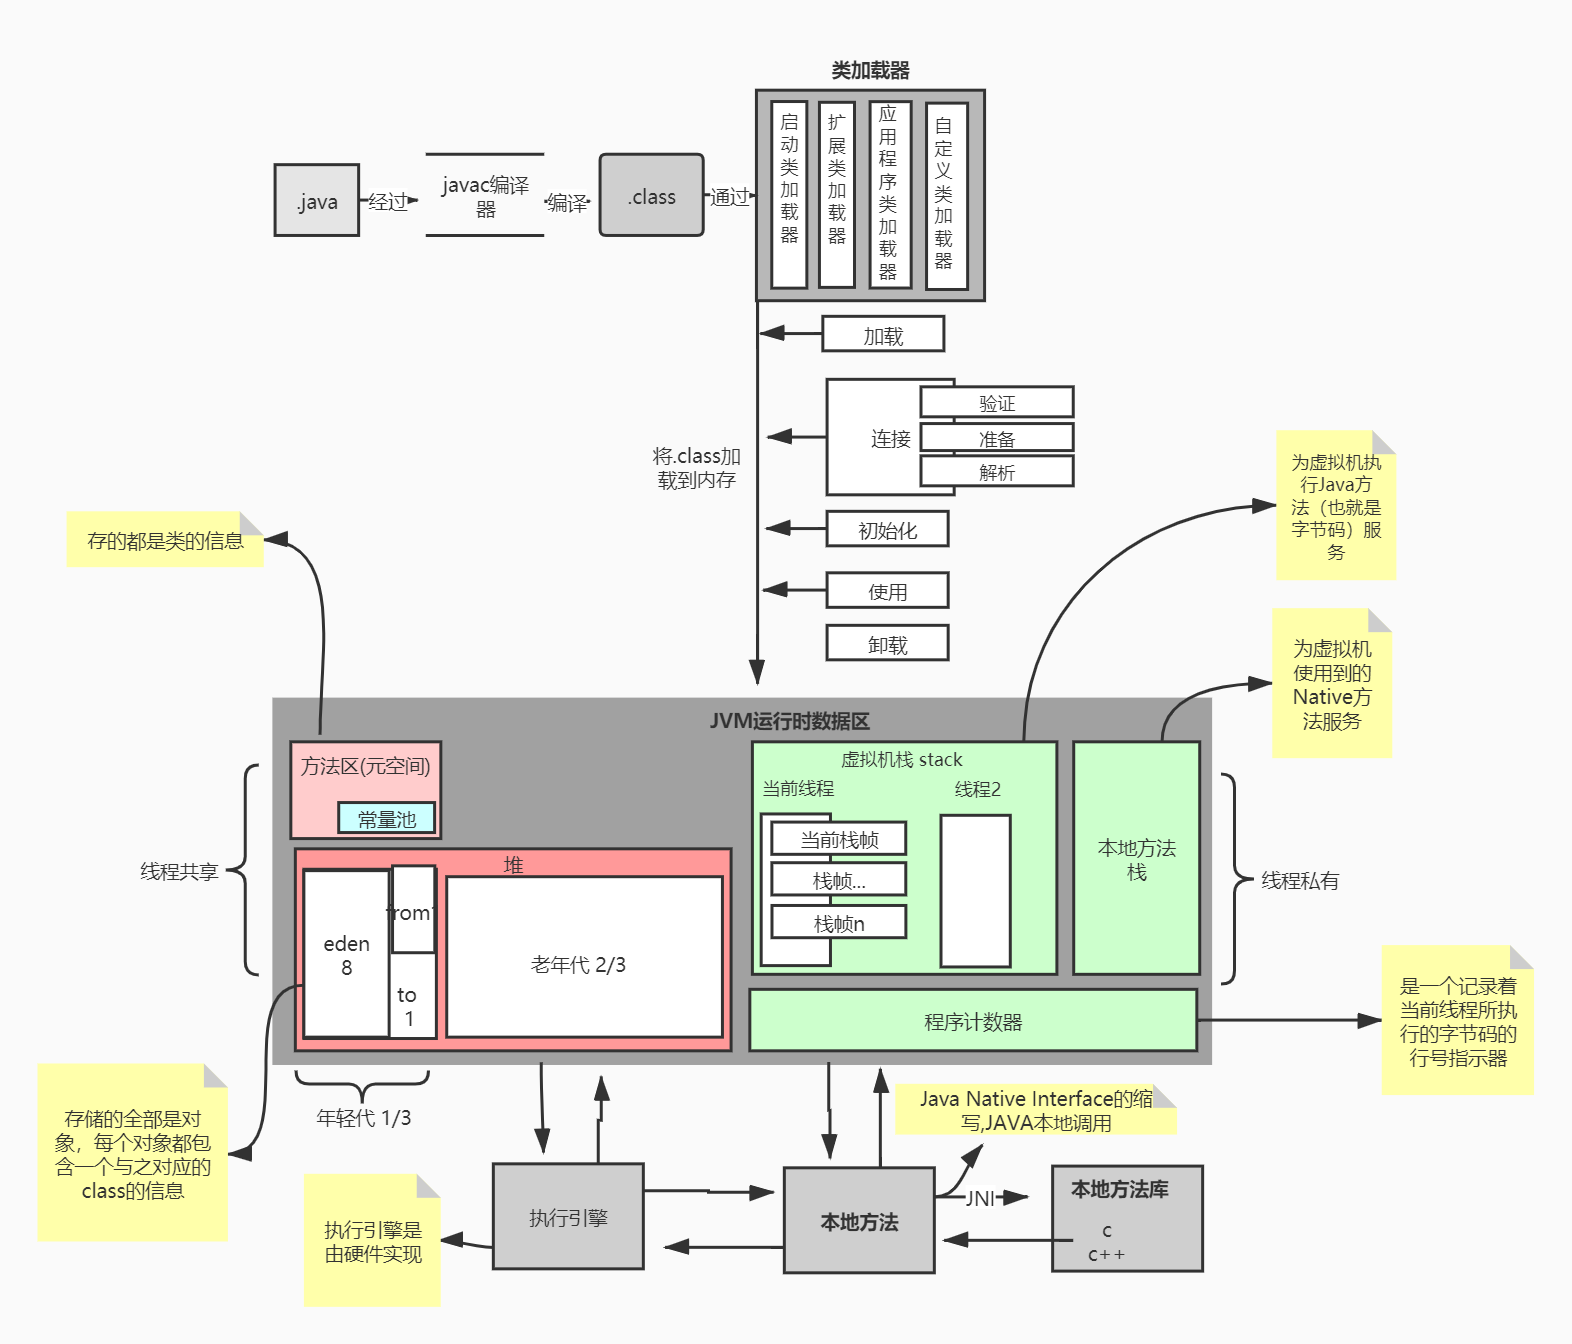 类加载器
启动类加载器
扩展类加载器
应用程序类加载器
自定义类加载器
.java
经过
javac编译
器
编译
.class
通过
加载
连接
验证
准备
解析
将.class加
载到内存
初始化
使用
卸载
存的都是类的信息
为虚拟机执
行Java方
法（也就是
字节码）服
务
为虚拟机
使用到的
Native方
法服务
JVM运行时数据区
方法区(元空间)
常量池
线程共享
堆
eden
8
from
to
1
老年代 2/3
年轻代 1/3
虚拟机栈 stack
当前线程
线程2
当前栈帧
栈帧...
栈帧n
本地方法
栈
线程私有
程序计数器
是一个记录着
当前线程所执
行的字节码的
行号指示器
存储的全部是对
象，每个对象都包
含一个与之对应的
class的信息
执行引擎是
由硬件实现
执行引擎
本地方法
Java Native Interface的缩
写,JAVA本地调用
JNI
本地方法库
c
c++